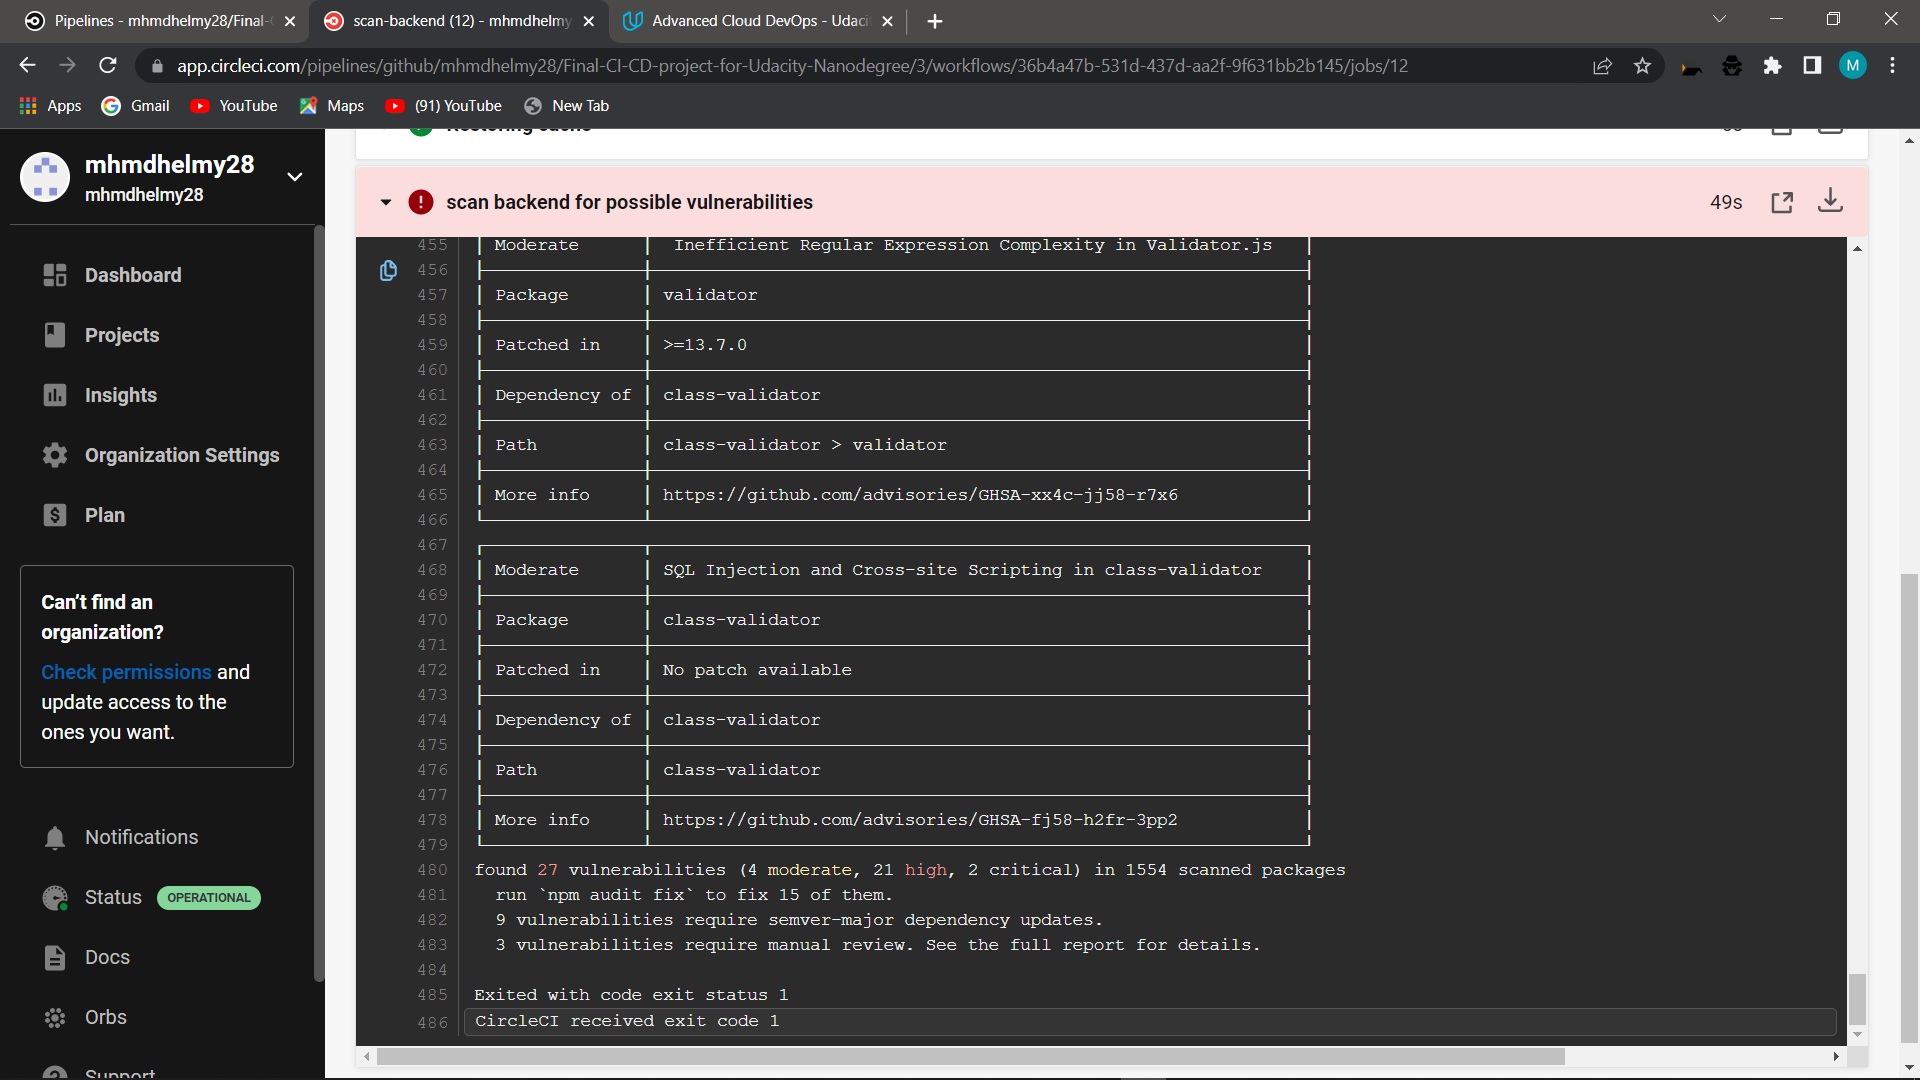 Pipelines - mhmdhelmy28/Final-
scan-backend (12) - mhmdhelmy
Advanced Cloud DevOps - Udaci
app.circleci.com/pipelines/github/mhmdhelmy28/Final-CI-CD-project-for-Udacity-Nanodegree/3/workflows/36b4a47b-531d-437d-aa2f-9f631bb2b145/jobs/12
M
Apps
Gmail
YouTube
Maps
(91) YouTube
New Tab
mhmdhelmy28
mhmdhelmy28
Dashboard
Projects
Insights
Organization Settings
Plan
Can't find an
organization?
Check permissions and
update access to the
ones you want.
Notifications
Status OPERATIONAL
Docs
Orbs
Support
Restoring cache
scan backend for possible vulnerabilities 49s
455 Moderate Inefficient Regular Expression Complexity in Validator.js
456
457 Package validator
458
459 Patched in >=13.7.0
460
461 Dependency of class-validator
462
463 Path class-validator > validator
464
465 More info https://github.com/advisories/GHSA-xx4c-jj58-r7x6
466
467
468 Moderate SQL Injection and Cross-site Scripting in class-validator
469
470 Package class-validator
471
472 Patched in No patch available
473
474 Dependency of class-validator
475
476 Path class-validator
477
478 More info https://github.com/advisories/GHSA-fj58-h2fr-3pp2
479
480 found 27 vulnerabilities (4 moderate, 21 high, 2 critical) in 1554 scanned packages
481 run `npm audit fix` to fix 15 of them.
482 9 vulnerabilities require semver-major dependency updates.
483 3 vulnerabilities require manual review. See the full report for details.
484
485 Exited with code exit status 1
486 CircleCI received exit code 1